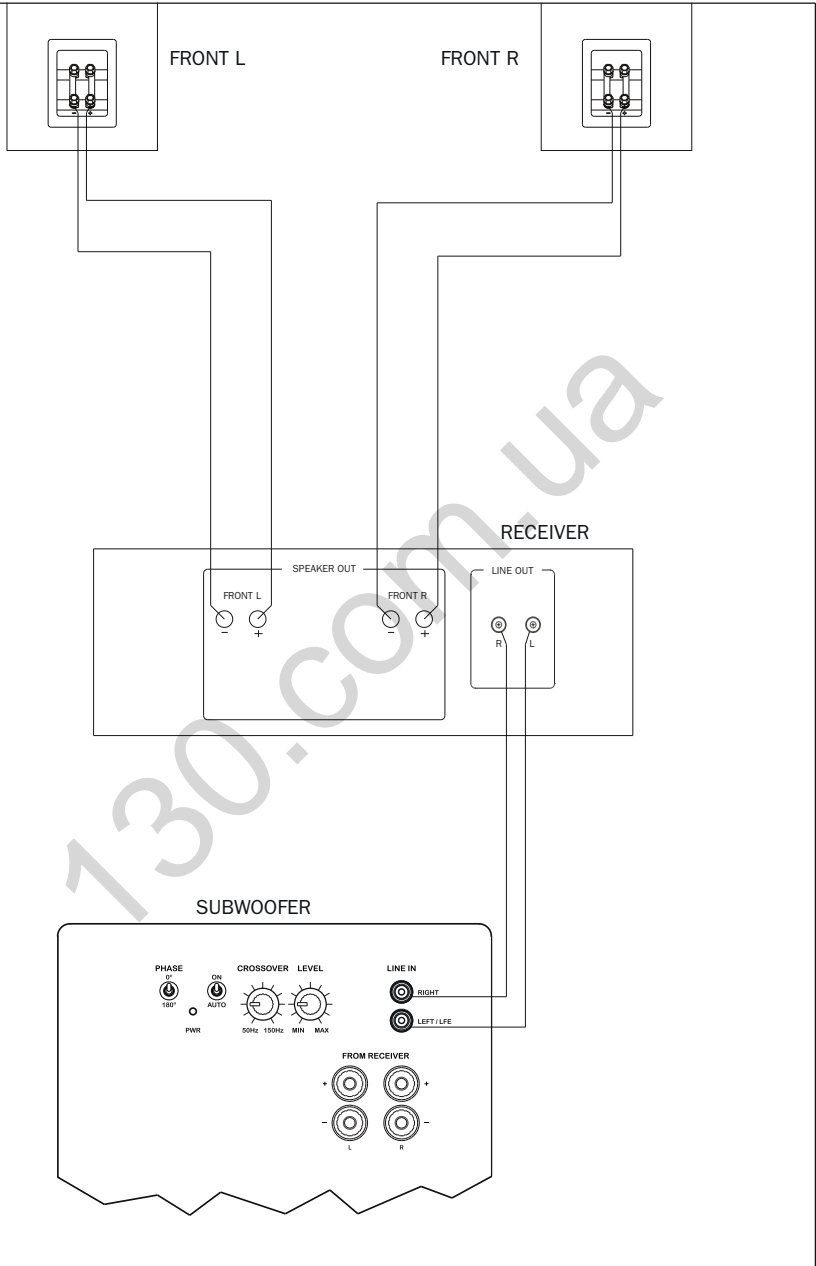 FRONT L
FRONT R
- +
- +
RECEIVER
SPEAKER OUT
LINE OUT
FRONT L
FRONT R
- +
- +
R L
130.com.ua
SUBWOOFER
PHASE
0°
180°
ON
AUTO
PWR
CROSSOVER
50Hz 150Hz
LEVEL
MIN MAX
LINE IN
RIGHT
LEFT / LFE
FROM RECEIVER
+ +
- -
L R